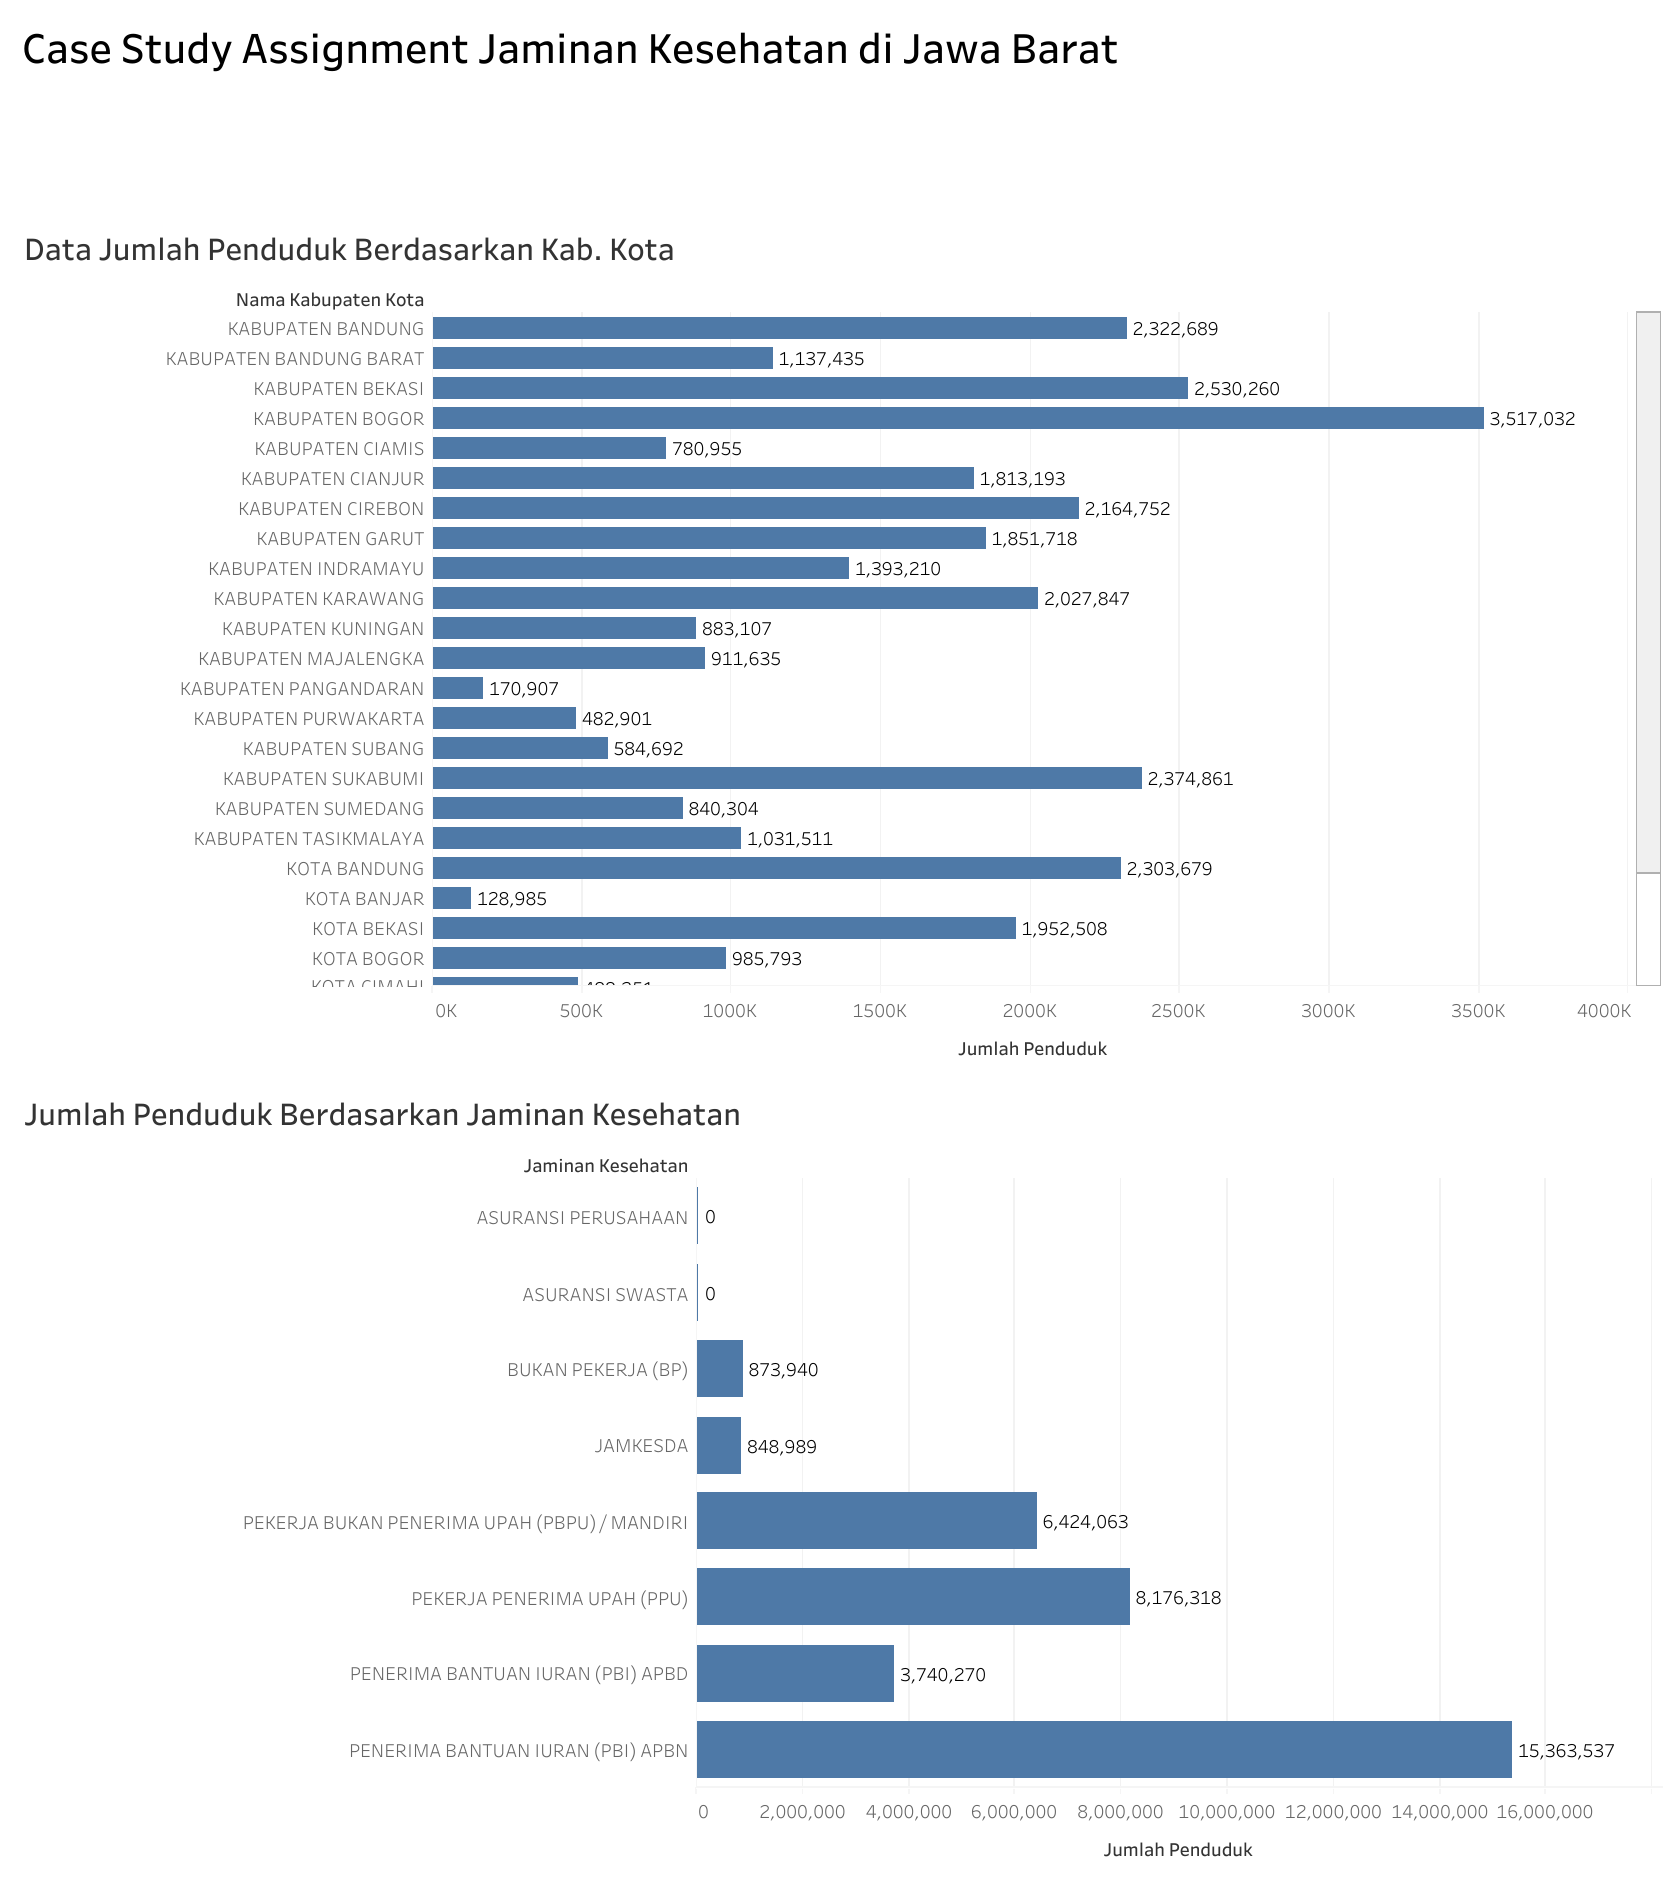 Case Study Assignment Jaminan Kesehatan di Jawa Barat
Data Jumlah Penduduk Berdasarkan Kab. Kota
Nama Kabupaten Kota
KABUPATEN BANDUNG 2,322,689
KABUPATEN BANDUNG BARAT 1,137,435
KABUPATEN BEKASI 2,530,260
KABUPATEN BOGOR 3,517,032
KABUPATEN CIAMIS 780,955
KABUPATEN CIANJUR 1,813,193
KABUPATEN CIREBON 2,164,752
KABUPATEN GARUT 1,851,718
KABUPATEN INDRAMAYU 1,393,210
KABUPATEN KARAWANG 2,027,847
KABUPATEN KUNINGAN 883,107
KABUPATEN MAJALENGKA 911,635
KABUPATEN PANGANDARAN 170,907
KABUPATEN PURWAKARTA 482,901
KABUPATEN SUBANG 584,692
KABUPATEN SUKABUMI 2,374,861
KABUPATEN SUMEDANG 840,304
KABUPATEN TASIKMALAYA 1,031,511
KOTA BANDUNG 2,303,679
KOTA BANJAR 128,985
KOTA BEKASI 1,952,508
KOTA BOGOR 985,793
KOTA CIMAHI
0K 500K 1000K 1500K 2000K 2500K 3000K 3500K 4000K
Jumlah Penduduk
Jumlah Penduduk Berdasarkan Jaminan Kesehatan
Jaminan Kesehatan
ASURANSI PERUSAHAAN 0
ASURANSI SWASTA 0
BUKAN PEKERJA (BP) 873,940
JAMKESDA 848,989
PEKERJA BUKAN PENERIMA UPAH (PBPU) / MANDIRI 6,424,063
PEKERJA PENERIMA UPAH (PPU) 8,176,318
PENERIMA BANTUAN IURAN (PBI) APBD 3,740,270
PENERIMA BANTUAN IURAN (PBI) APBN 15,363,537
0 2,000,000 4,000,000 6,000,000 8,000,000 10,000,000 12,000,000 14,000,000 16,000,000
Jumlah Penduduk